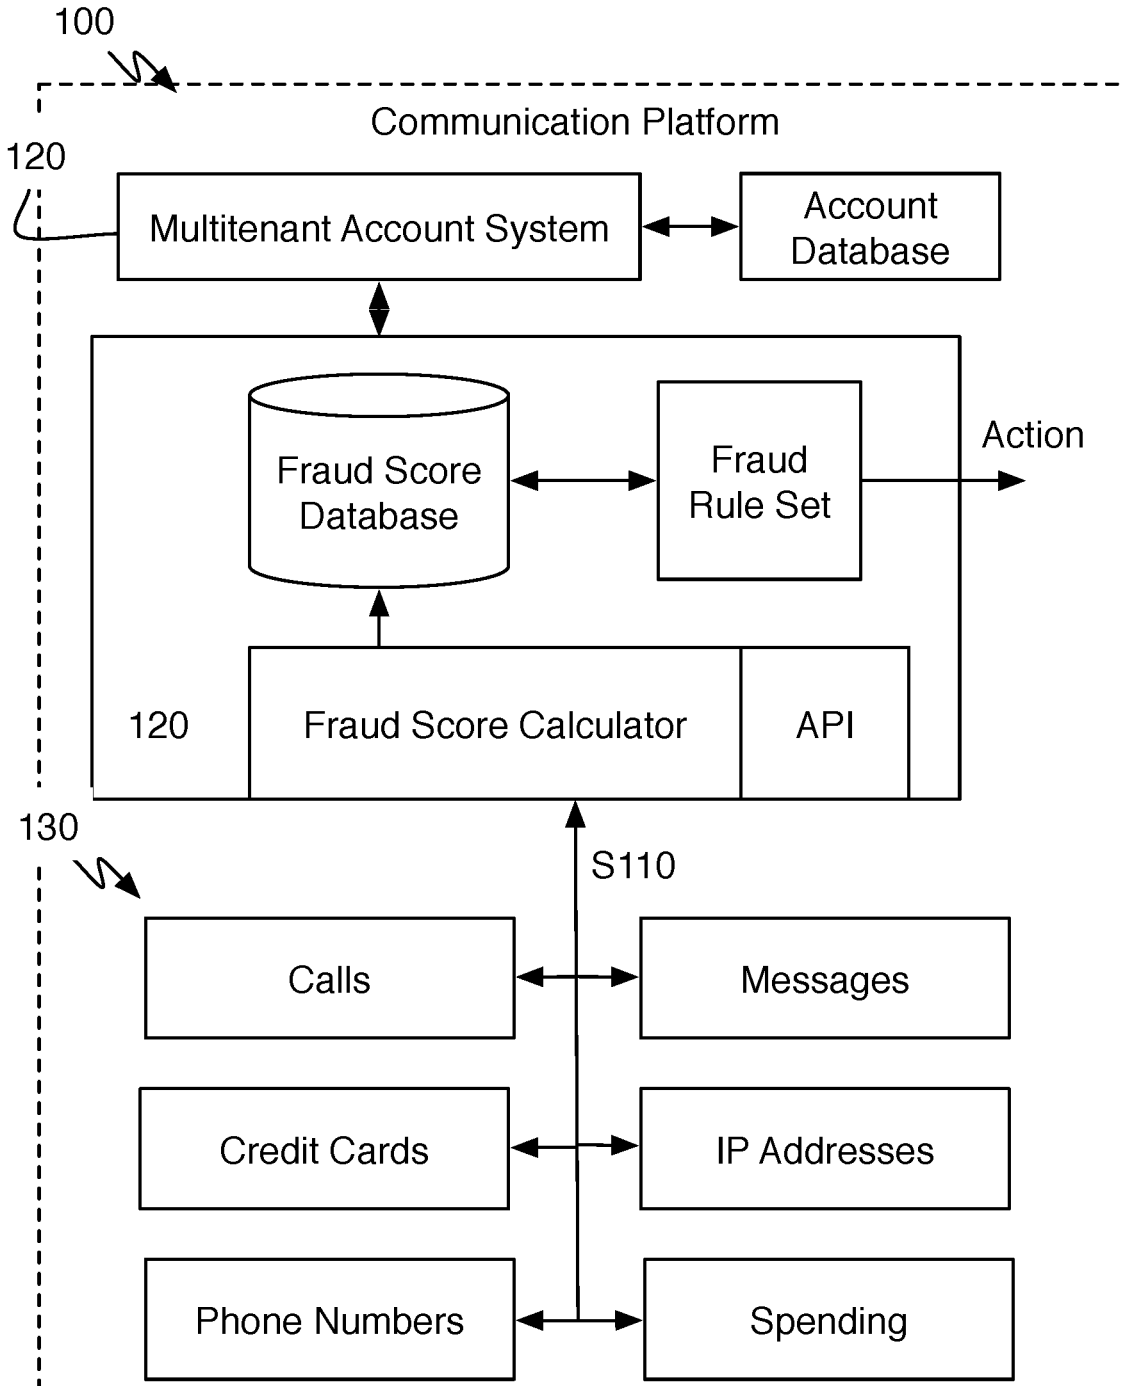 100
Communication Platform
120
Multitenant Account System
Account
Database
Fraud Score
Database
Fraud
Rule Set
Action
120
Fraud Score Calculator
API
130
S110
Calls
Messages
Credit Cards
IP Addresses
Phone Numbers
Spending